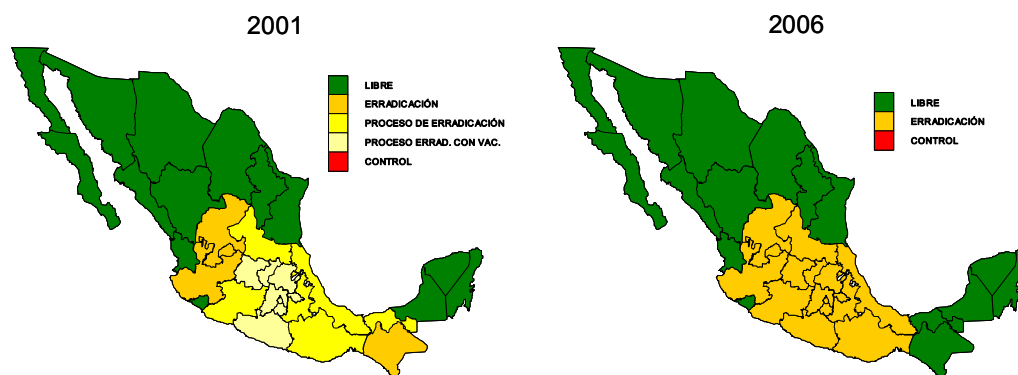 2001
LIBRE
ERRADICACIÓN
PROCESO DE ERRADICACIÓN
PROCESO ERRAD. CON VAC.
CONTROL
2006
LIBRE
ERRADICACIÓN
CONTROL